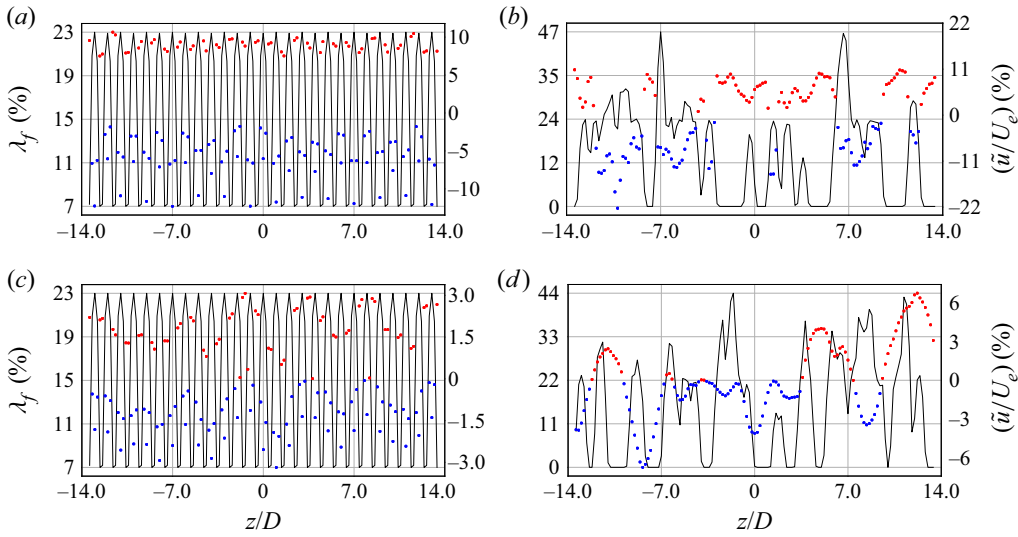 (a)
23
19
15
11
7
λf (%)
10
5
0
–5
–10
–14.0 –7.0 0 7.0 14.0
(b)
47
35
24
12
0
22
11
0
–11
–22
(ũ/Ue) (%)
–14.0 –7.0 0 7.0 14.0
(c)
23
19
15
11
7
λf (%)
3.0
1.5
0
–1.5
–3.0
–14.0 –7.0 0 7.0 14.0
z/D
(d)
44
33
22
11
0
6
3
0
–3
–6
(ũ/Ue) (%)
–14.0 –7.0 0 7.0 14.0
z/D